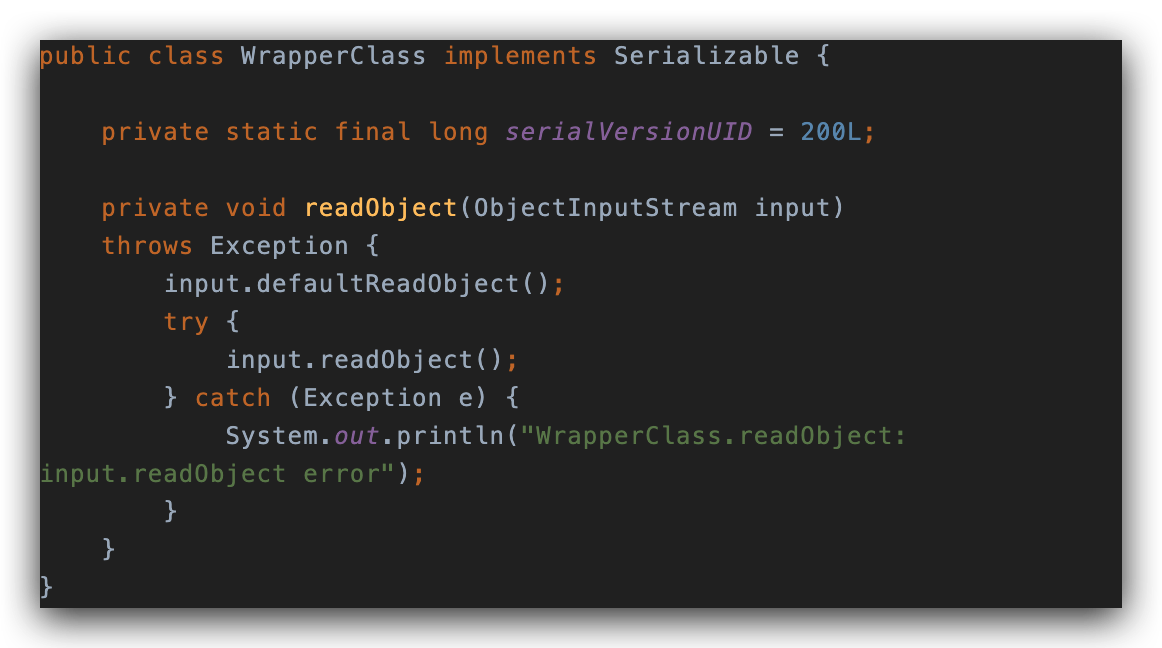 public class WrapperClass implements Serializable {
    private static final long serialVersionUID = 200L;
    private void readObject(ObjectInputStream input)
    throws Exception {
        input.defaultReadObject();
        try {
            input.readObject();
        } catch (Exception e) {
            System.out.println("WrapperClass.readObject:
input.readObject error");
        }
    }
}